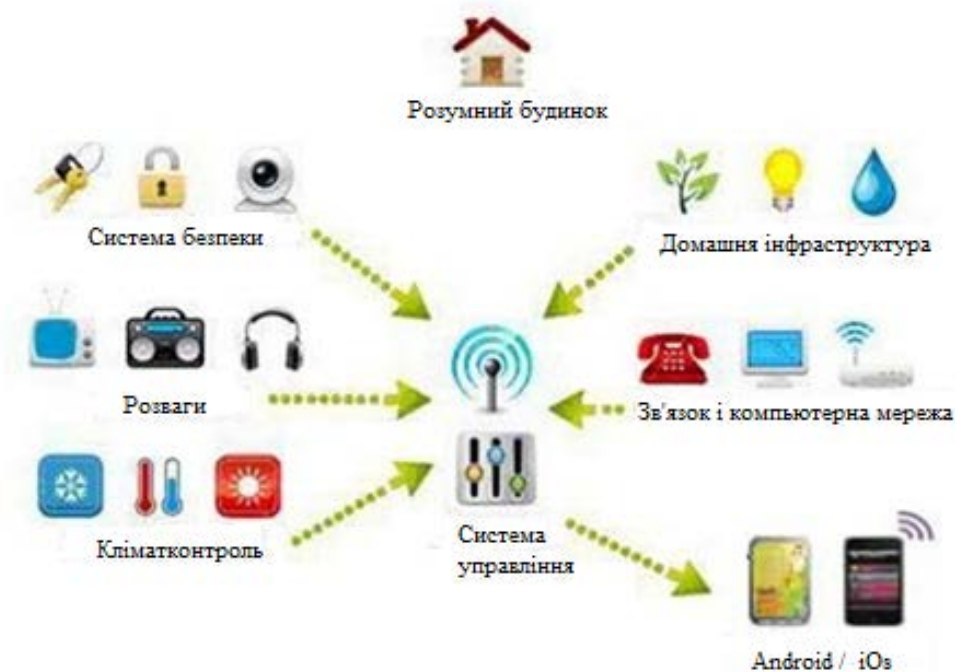 Розумний будинок
Система безпеки
Домашня інфраструктура
Розваги
Зв'язок і компьютерна мережа
Кліматконтроль
Система
управління
Android / iOs